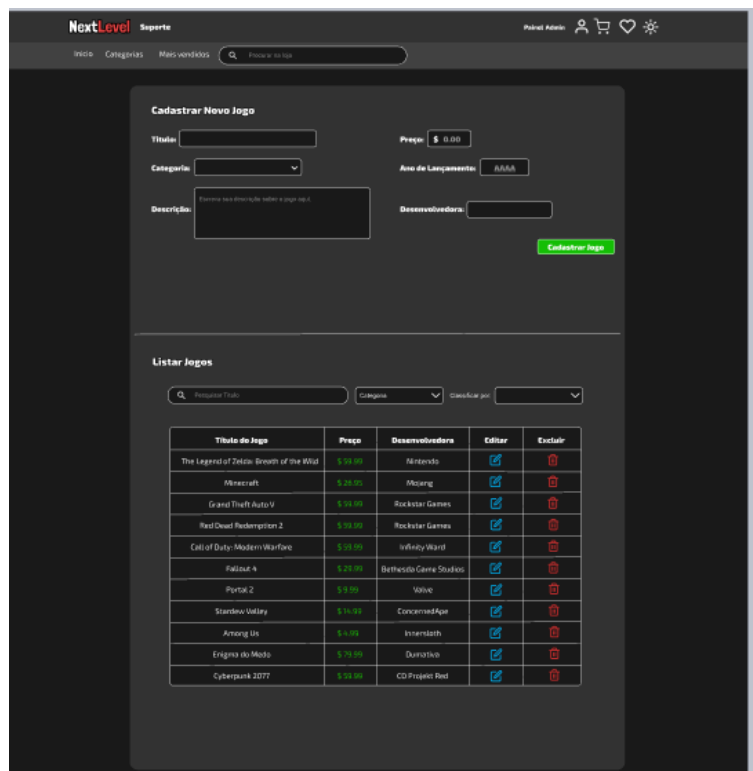 NextLevel Suporte Painel Admin
Início Categorias Mais vendidos Procurar na loja
Cadastrar Novo Jogo
Título: Preço: $ 0.00
Categoria: Ano de Lançamento: AAAA
Descrição: Escreva sua descrição sobre o jogo aqui. Desenvolvedora:
Cadastrar Jogo
Listar Jogos
Pesquisar Título Categoria Classificar por:
Título do Jogo Preço Desenvolvedora Editar Excluir
The Legend of Zelda: Breath of the Wild $ 59.99 Nintendo
Minecraft $ 26.95 Mojang
Grand Theft Auto V $ 59.99 Rockstar Games
Red Dead Redemption 2 $ 59.99 Rockstar Games
Call of Duty: Modern Warfare $ 59.99 Infinity Ward
Fallout 4 $ 29.99 Bethesda Game Studios
Portal 2 $ 9.99 Valve
Stardew Valley $ 14.99 ConcernedApe
Among Us $ 4.99 Innersloth
Enigma do Medo $ 79.99 Dumativa
Cyberpunk 2077 $ 59.99 CD Projekt Red